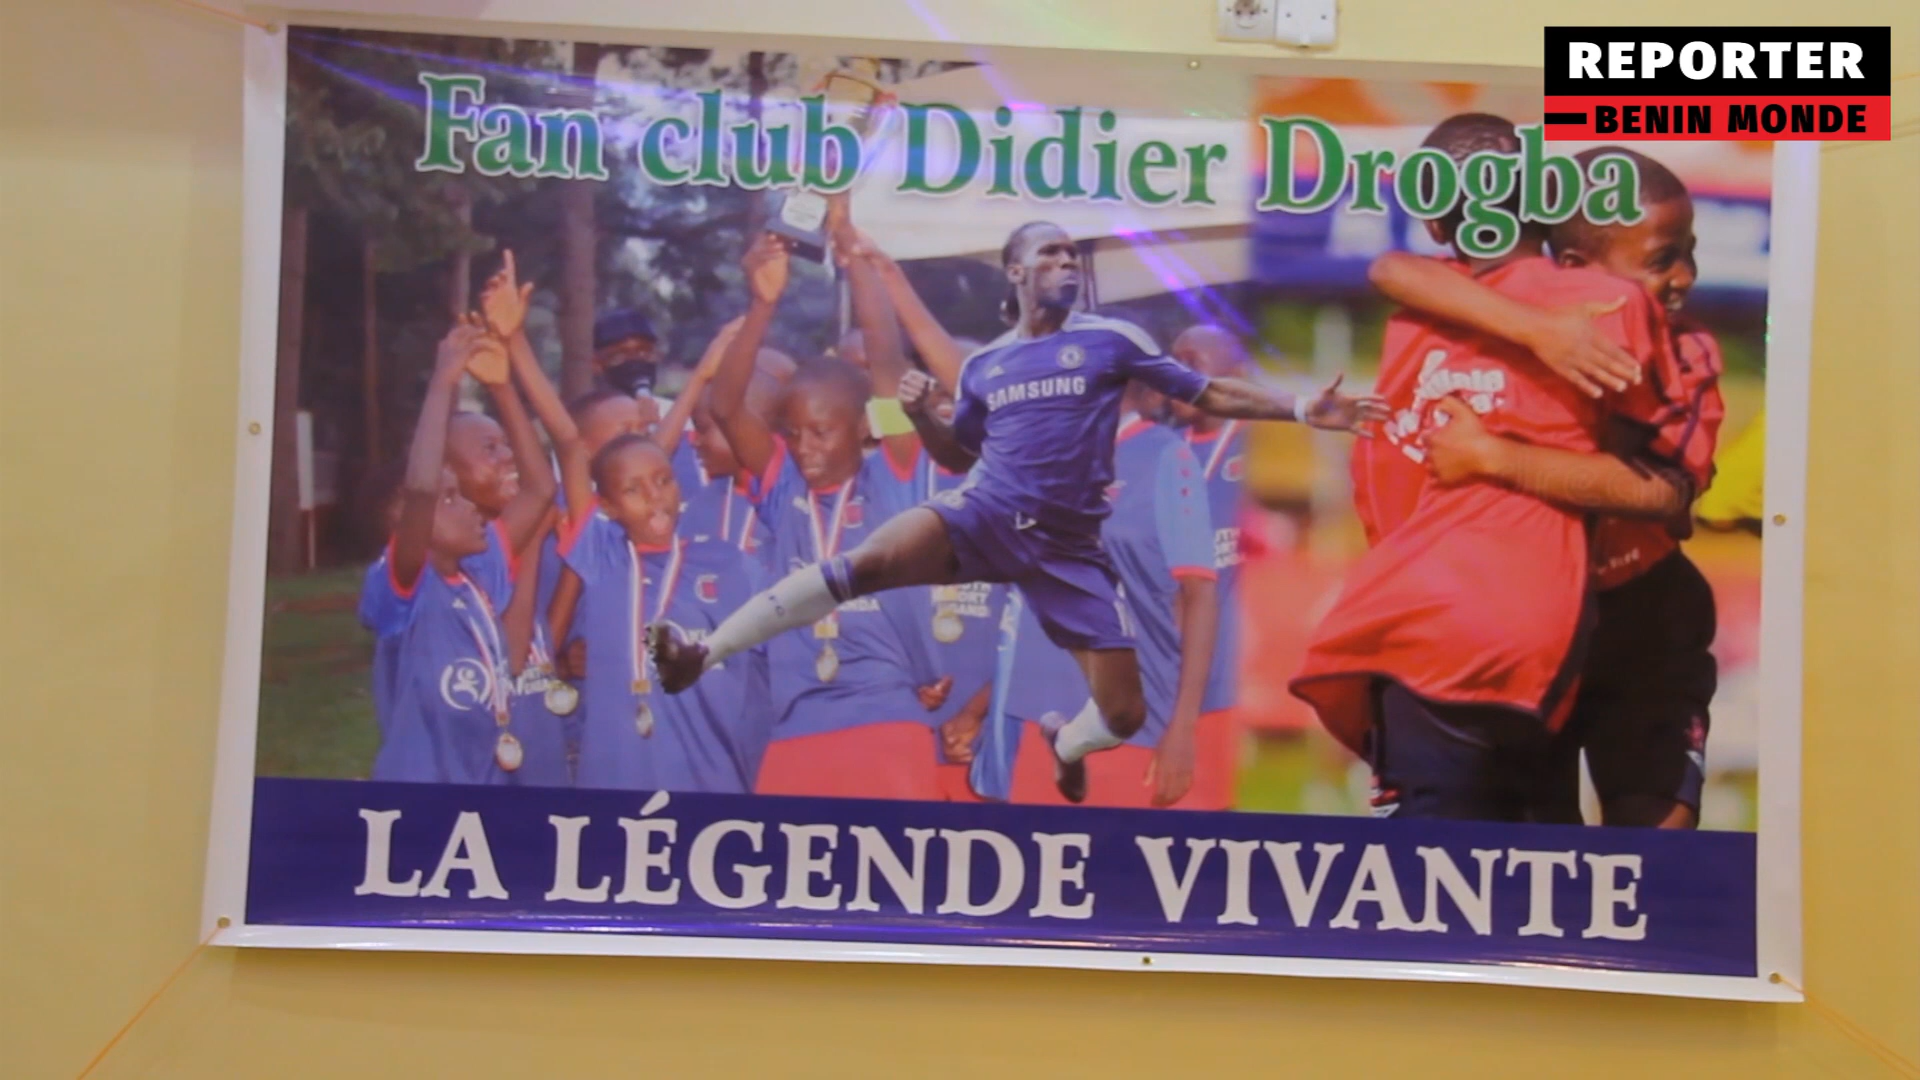 REPORTER
BENIN MONDE
Fan club Didier Drogba
SAMSUNG
LA LÉGENDE VIVANTE